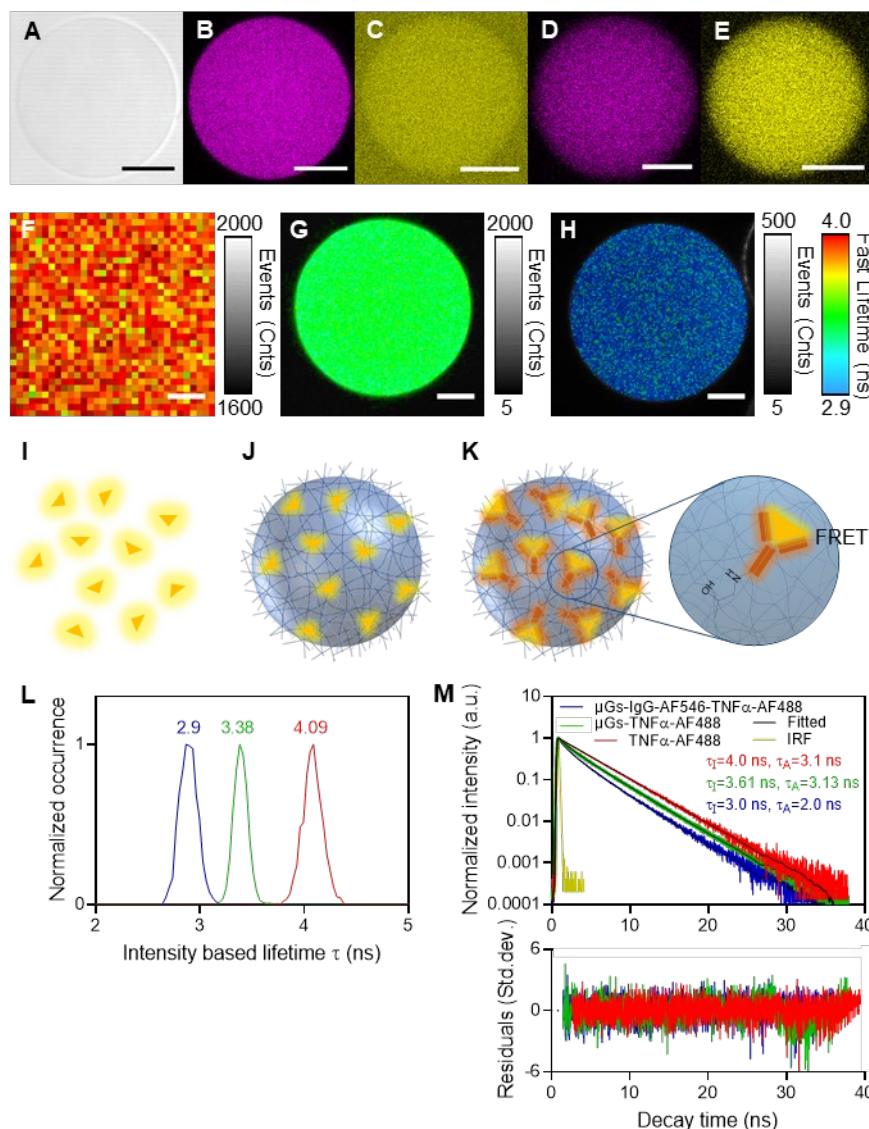 A
B
C
D
E
F
2000
Events (Cnts)
1600
G
2000
Events (Cnts)
5
H
500
Events (Cnts)
5
4.0
Fast Lifetime (ns)
2.9
I
J
K
FRET
OH
HN
L
2.9
3.38
4.09
Normalized occurrence
1
0
2
3
4
5
Intensity based lifetime τ (ns)
M
Normalized intensity (a.u.)
10
1
0.1
0.01
0.001
0.0001
μGs-IgG-AF546-TNFα-AF488
μGs-TNFα-AF488
Fitted
TNFα-AF488
IRF
τI=4.0 ns, τA=3.1 ns
τI=3.61 ns, τA=3.13 ns
τI=3.0 ns, τA=2.0 ns
0
10
20
30
40
Residuals (Std.dev.)
6
0
-6
0
10
20
30
40
Decay time (ns)